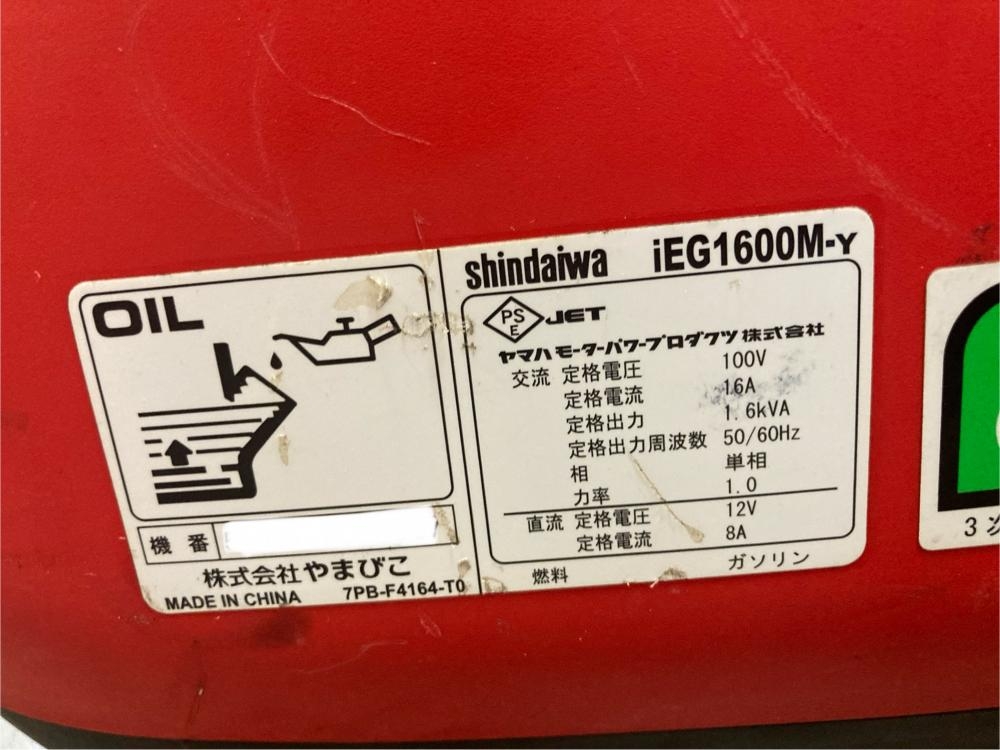 OIL
機番
株式会社やまびこ
MADE IN CHINA 7PB-F4164-T0
shindaiwa iEG1600M-Y
PS E JET
ヤマハモーターパワープロダクツ株式会社
交流 定格電圧 100V
定格電流 16A
定格出力 1.6kVA
定格出力周波数 50/60Hz
相 単相
力率 1.0
直流 定格電圧 12V
定格電流 8A
燃料 ガソリン